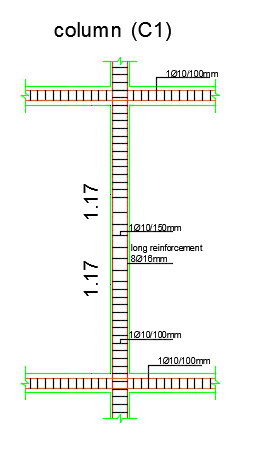 column (C1)
1Ø10/100mm
1.17
1Ø10/150mm
long reinforcement
8Ø16mm
1.17
1Ø10/100mm
1Ø10/100mm